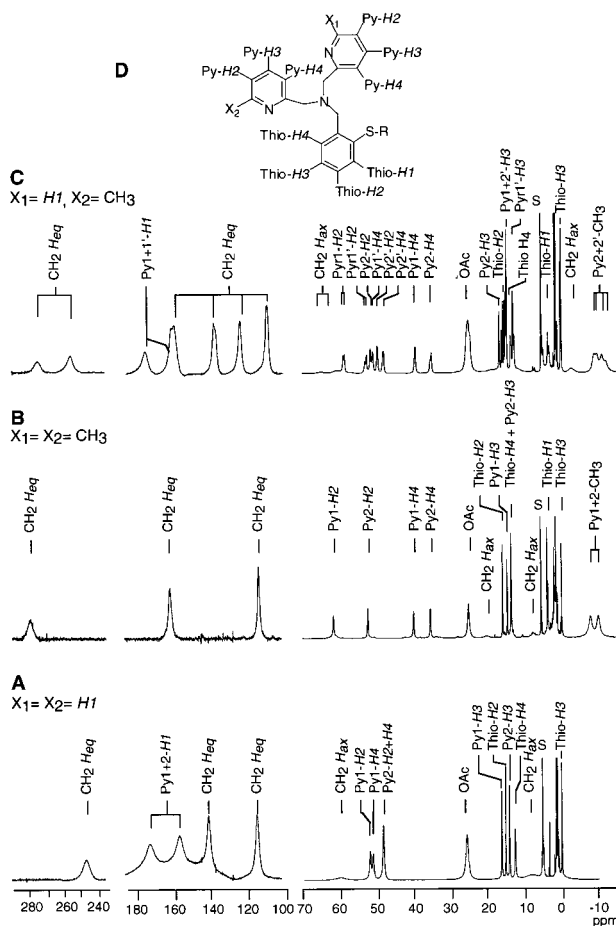 D
X1
Py-H2
Py-H3
Py-H4
N
Py-H3
Py-H2
Py-H4
X2
N
N
S-R
Thio-H4
Thio-H3
Thio-H1
Thio-H2
C
X1= H1, X2= CH3
CH2 Heq
Py1+1'-H1
CH2 Heq
CH2 Hax
Pyr1-H2
Pyr1'-H2
Py2-H2
Py1'-H4
Py2'-H2
Py2'-H4
Py1-H4
Py2-H4
OAc
Py2-H3
Thio-H2
Py1+2'-H3
Pyr1'-H3
Thio H4
S
Thio-H1
Thio-H3
CH2 Hax
Py2+2'-CH3
B
X1= X2= CH3
CH2 Heq
CH2 Heq
CH2 Heq
Py1-H2
Py2-H2
Py1-H4
Py2-H4
OAc
CH2 Hax
Thio-H2
Py1-H3
Thio-H4 + Py2-H3
CH2 Hax
S
Thio-H1
Thio-H3
Py1+2-CH3
A
X1= X2= H1
CH2 Heq
Py1+2-H1
CH2 Heq
CH2 Heq
CH2 Hax
Py1-H2
Py1-H4
Py2-H2+H4
OAc
Py1-H3
Thio-H2
Py2-H3
Thio-H4
CH2 Hax
S
Thio-H3
280 260 240 180 160 140 120 100 70 60 50 40 30 20 10 0 -10
ppm